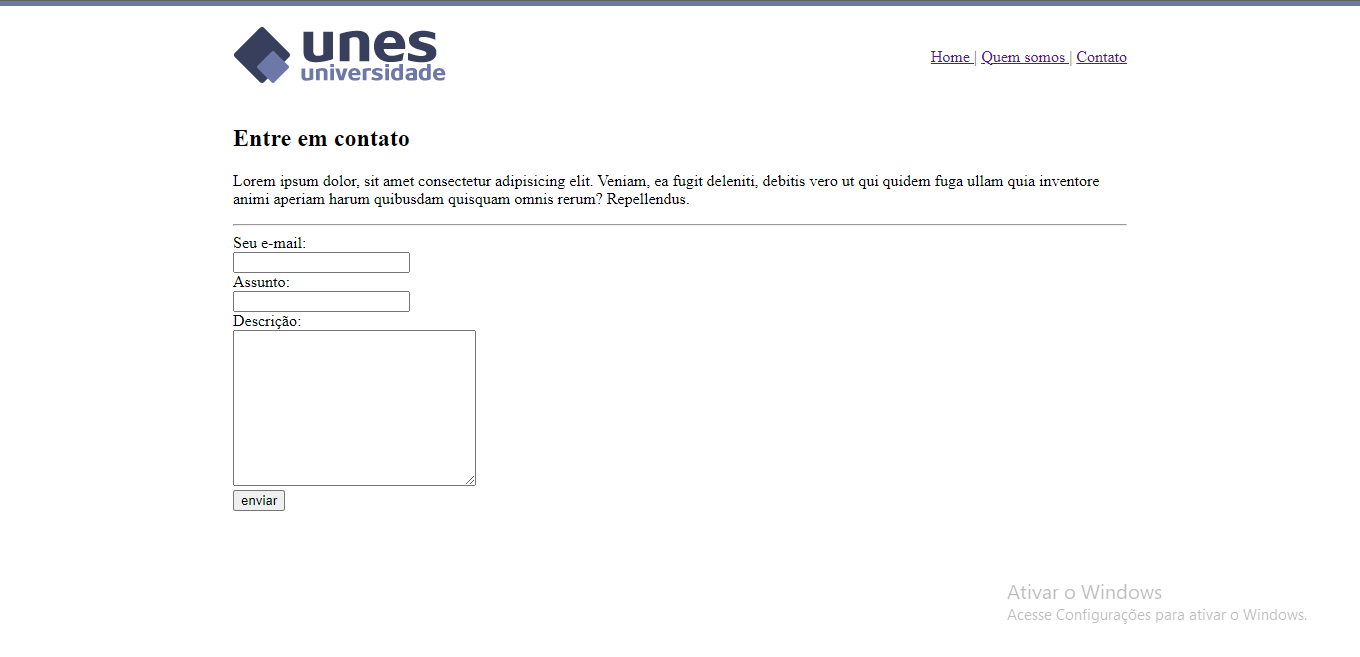 unes
universidade
Home | Quem somos | Contato
Entre em contato
Lorem ipsum dolor, sit amet consectetur adipisicing elit. Veniam, ea fugit deleniti, debitis vero ut qui quidem fuga ullam quia inventore
animi aperiam harum quibusdam quisquam omnis rerum? Repellendus.
Seu e-mail:
Assunto:
Descrição:
enviar
Ativar o Windows
Acesse Configurações para ativar o Windows.